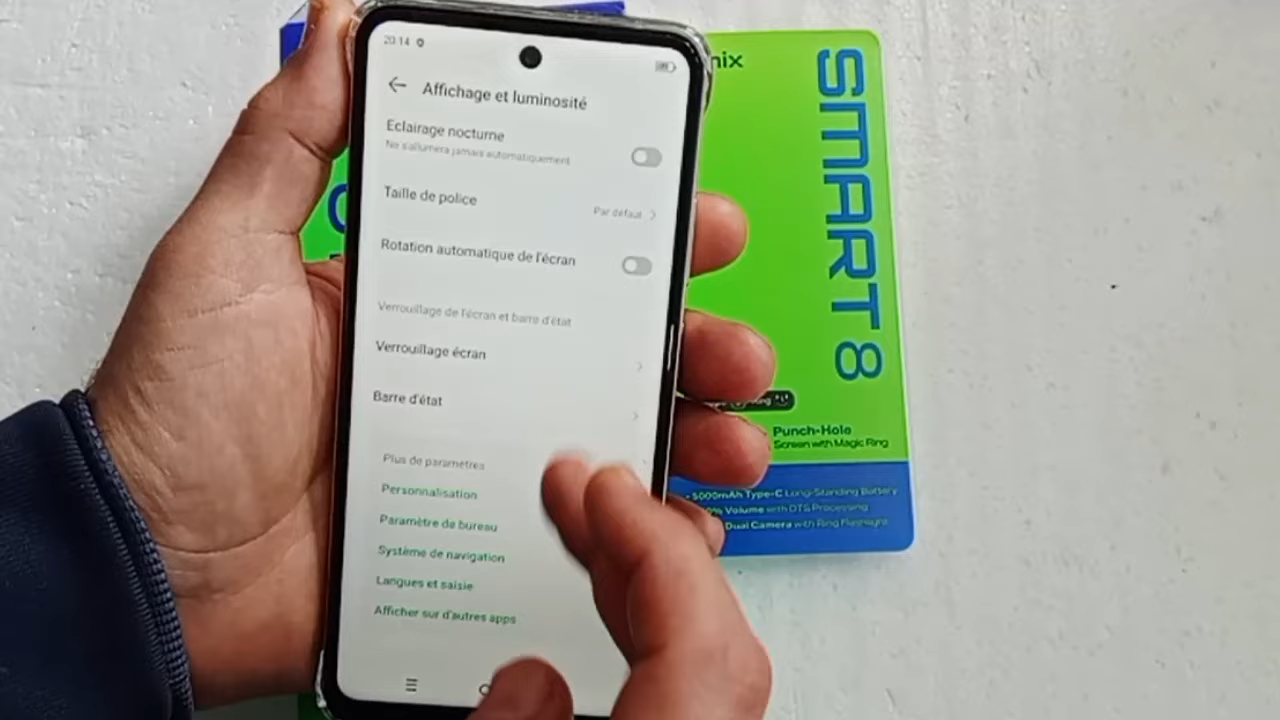 20:14
Affichage et luminosité
Eclairage nocturne
Ne s'allumera jamais automatiquement
Taille de police
Par défaut
Rotation automatique de l'écran
Verrouillage de l'écran et barre d'état
Verrouillage écran
Barre d'état
Plus de paramètres
Personnalisation
Paramètre de bureau
Système de navigation
Langues et saisie
Afficher sur d'autres apps
nix
SMART 8
Punch-Hole
Screen with Magic Ring
5000mAh Type-C Long-Standing Battery
0% Volume with DTS Processing
Dual Camera with Ring Flashlight